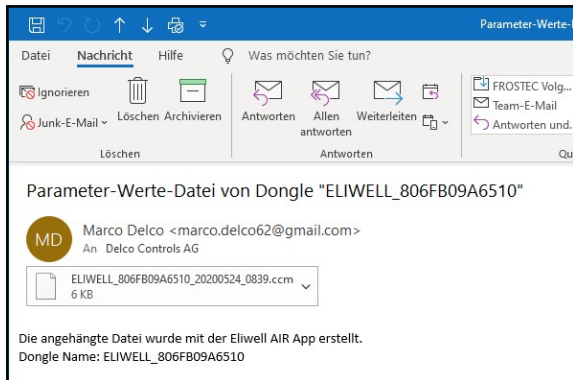 Parameter-Werte-
Datei Nachricht Hilfe Was möchten Sie tun?
Ignorieren
Junk-E-Mail
Löschen Archivieren
Antworten Allen antworten Weiterleiten
FROSTEC Volg...
Team-E-Mail
Antworten und...
Löschen Antworten Qu
Parameter-Werte-Datei von Dongle "ELIWELL_806FB09A6510"
MD
Marco Delco <marco.delco62@gmail.com>
An Delco Controls AG
ELIWELL_806FB09A6510_20200524_0839.ccm
6 KB
Die angehängte Datei wurde mit der Eliwell AIR App erstellt.
Dongle Name: ELIWELL_806FB09A6510